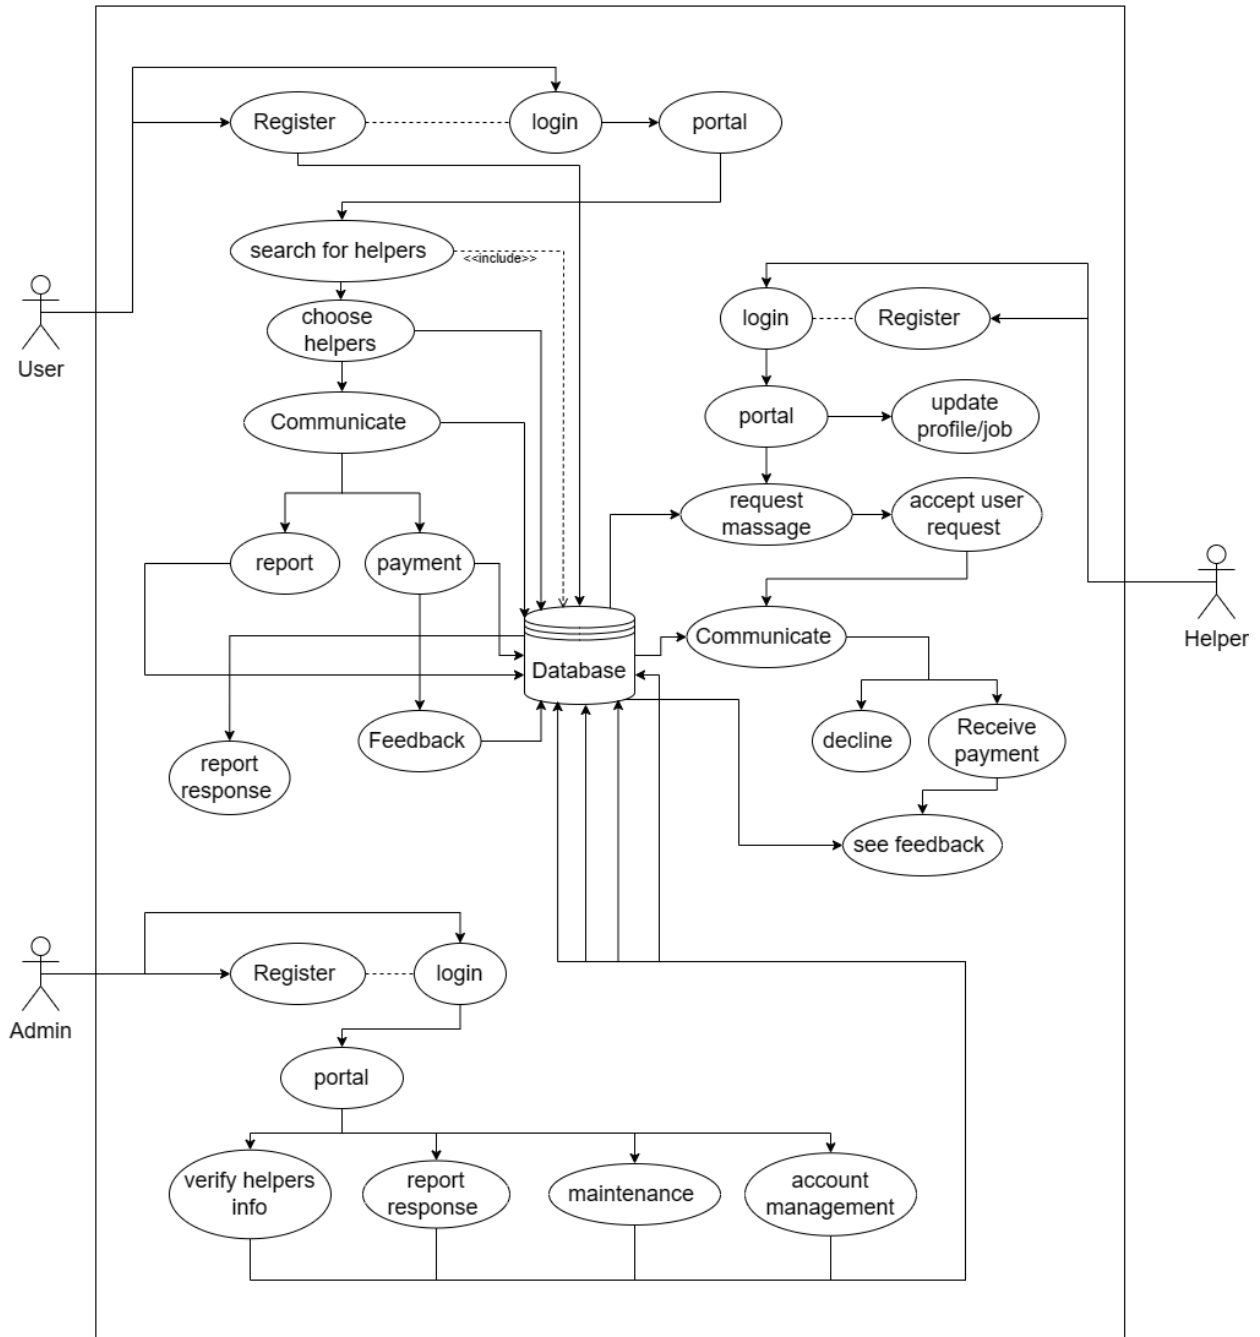 Register
login
portal
search for helpers
<<include>>
choose
helpers
User
Communicate
report
payment
Database
report
response
Feedback
login
Register
portal
update
profile/job
request
massage
accept user
request
Communicate
Helper
decline
Receive
payment
see feedback
Register
login
Admin
portal
verify helpers
info
report
response
maintenance
account
management